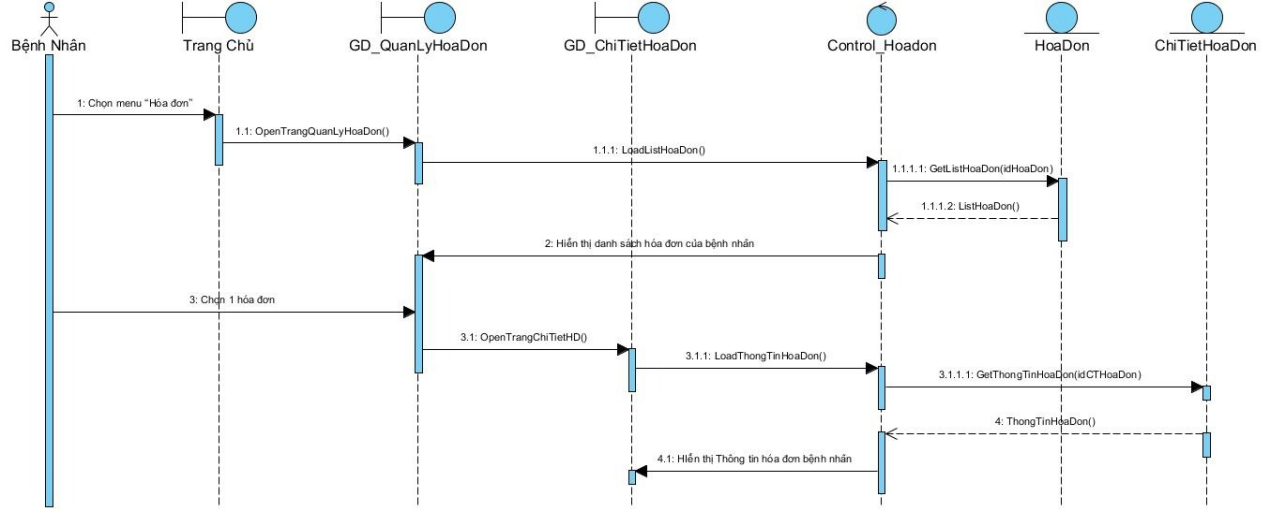 Bệnh Nhân
Trang Chủ
GD_QuanLyHoaDon
GD_ChiTietHoaDon
Control_Hoadon
HoaDon
ChiTietHoaDon
1: Chọn menu "Hóa đơn"
1.1: OpenTrangQuanLyHoaDon()
1.1.1: LoadListHoaDon()
1.1.1.1: GetListHoaDon(idHoaDon)
1.1.1.2: ListHoaDon()
2: Hiển thị danh sách hóa đơn của bệnh nhân
3: Chọn 1 hóa đơn
3.1: OpenTrangChiTietHD()
3.1.1: LoadThongTinHoaDon()
3.1.1.1: GetThongTinHoaDon(idCTHoaDon)
4: ThongTinHoaDon()
4.1: HIển thị Thông tin hóa đơn bệnh nhân